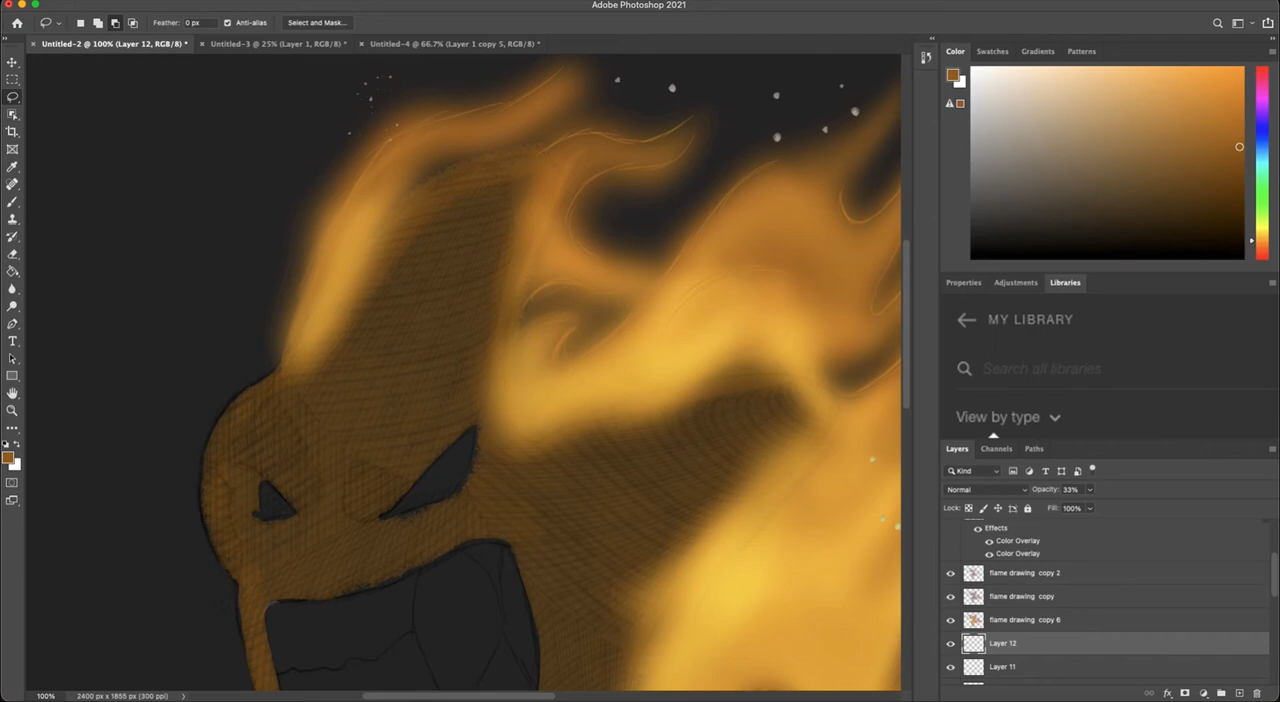 Adobe Photoshop 2021
Feather: 0 px Anti-alias Select and Mask...
Untitled-2 @ 100% (Layer 12, RGB/8) * Untitled-3 @ 25% (Layer 1, RGB/8) * Untitled-4 @ 66.7% (Layer 1 copy 5, RGB/8) *
Color Swatches Gradients Patterns
Properties Adjustments Libraries
MY LIBRARY
Search all libraries
View by type
Layers Channels Paths
Kind
Normal Opacity: 33%
Lock: Fill: 100%
Effects
Color Overlay
Color Overlay
flame drawing copy 2
flame drawing copy
flame drawing copy 6
Layer 12
Layer 11
100% 2400 px x 1855 px (300 ppi)